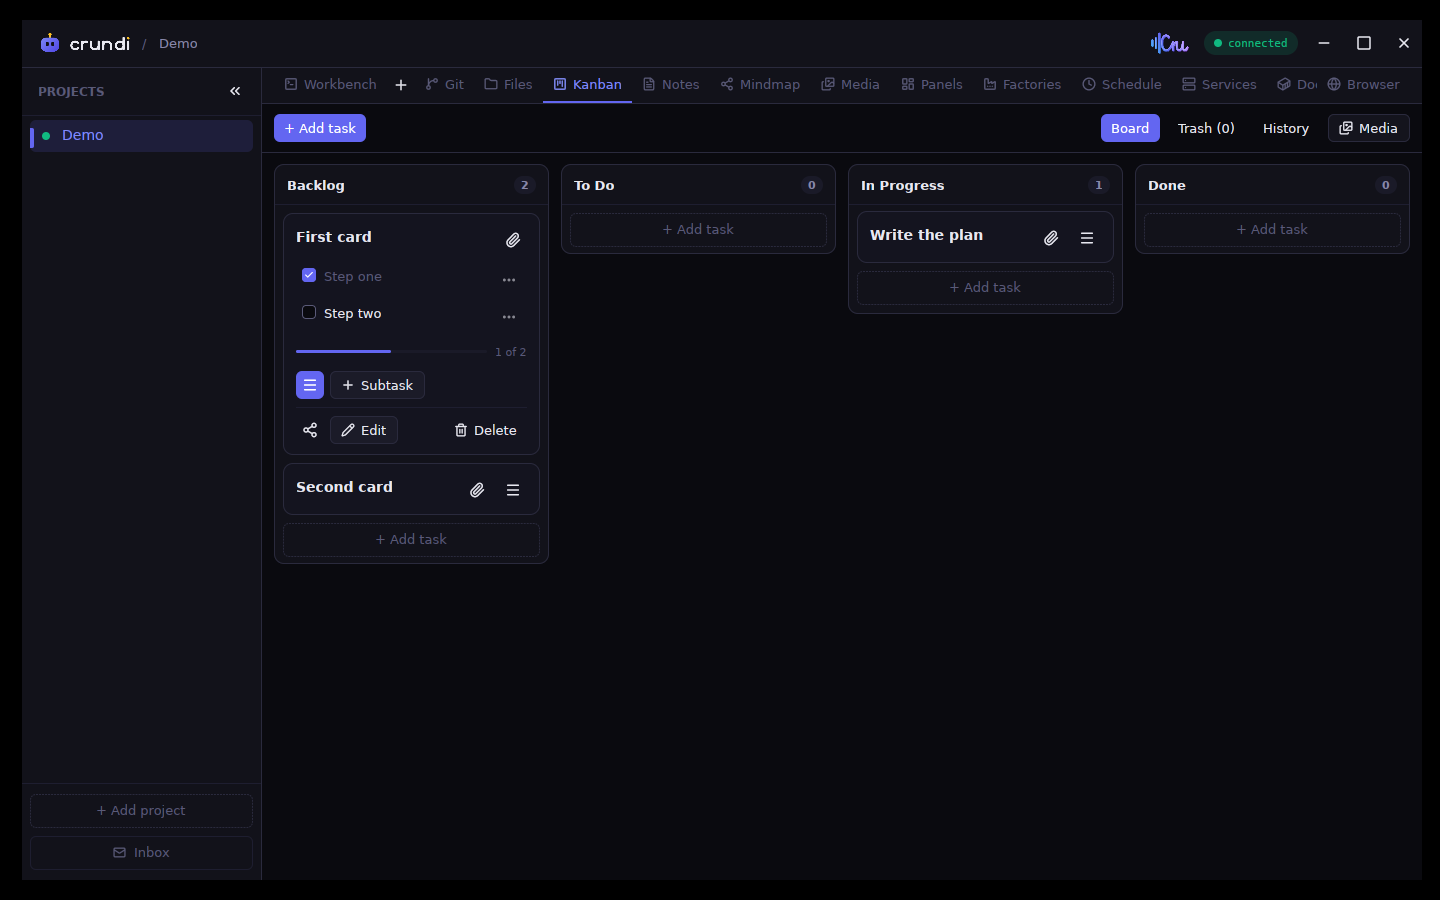 crundi / Demo
Cru
connected
PROJECTS
Workbench
Git
Files
Kanban
Notes
Mindmap
Media
Panels
Factories
Schedule
Services
Browser
Demo
+ Add task
Board
Trash (0)
History
Media
Backlog 2
First card
Step one
Step two
1 of 2
Subtask
Edit
Delete
Second card
+ Add task
To Do 0
+ Add task
In Progress 1
Write the plan
+ Add task
Done 0
+ Add task
+ Add project
Inbox